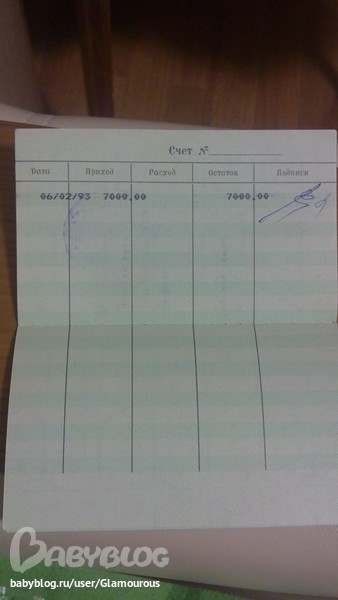 Счет №
Дата Приход Расход Остаток Подписи
06/02/93 7000,00 7000,00
BABYBLOG
babyblog.ru/user/Glamourous